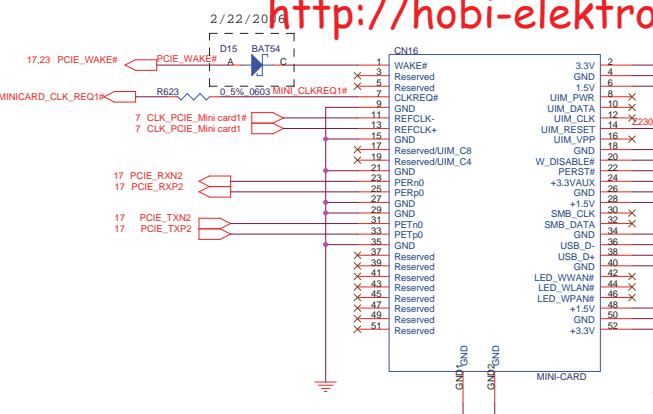 2/22/2006
http://hobi-elektro
D15 BAT54
A C
17,23 PCIE_WAKE# PCIE_WAKE#
MINICARD_CLK_REQ1# R623 0_5%_0603 MINI_CLKREQ1#
7 CLK_PCIE_Mini card1#
7 CLK_PCIE_Mini card1
17 PCIE_RXN2
17 PCIE_RXP2
17 PCIE_TXN2
17 PCIE_TXP2
CN16
1 WAKE# 3.3V 2
3 Reserved GND 4
5 Reserved 1.5V 6
7 CLKREQ# UIM_PWR 8
9 GND UIM_DATA 10
11 REFCLK- UIM_CLK 12
13 REFCLK+ UIM_RESET 14
15 GND UIM_VPP 16
17 Reserved/UIM_C8 GND 18
19 Reserved/UIM_C4 W_DISABLE# 20
21 GND PERST# 22
23 PERn0 +3.3VAUX 24
25 PERp0 GND 26
27 GND +1.5V 28
29 GND SMB_CLK 30
31 PETn0 SMB_DATA 32
33 PETp0 GND 34
35 GND USB_D- 36
37 Reserved USB_D+ 38
39 Reserved GND 40
41 Reserved LED_WWAN# 42
43 Reserved LED_WLAN# 44
45 Reserved LED_WPAN# 46
47 Reserved +1.5V 48
49 Reserved GND 50
51 Reserved +3.3V 52
Z230
GND GND
GND1 GND2
MINI-CARD